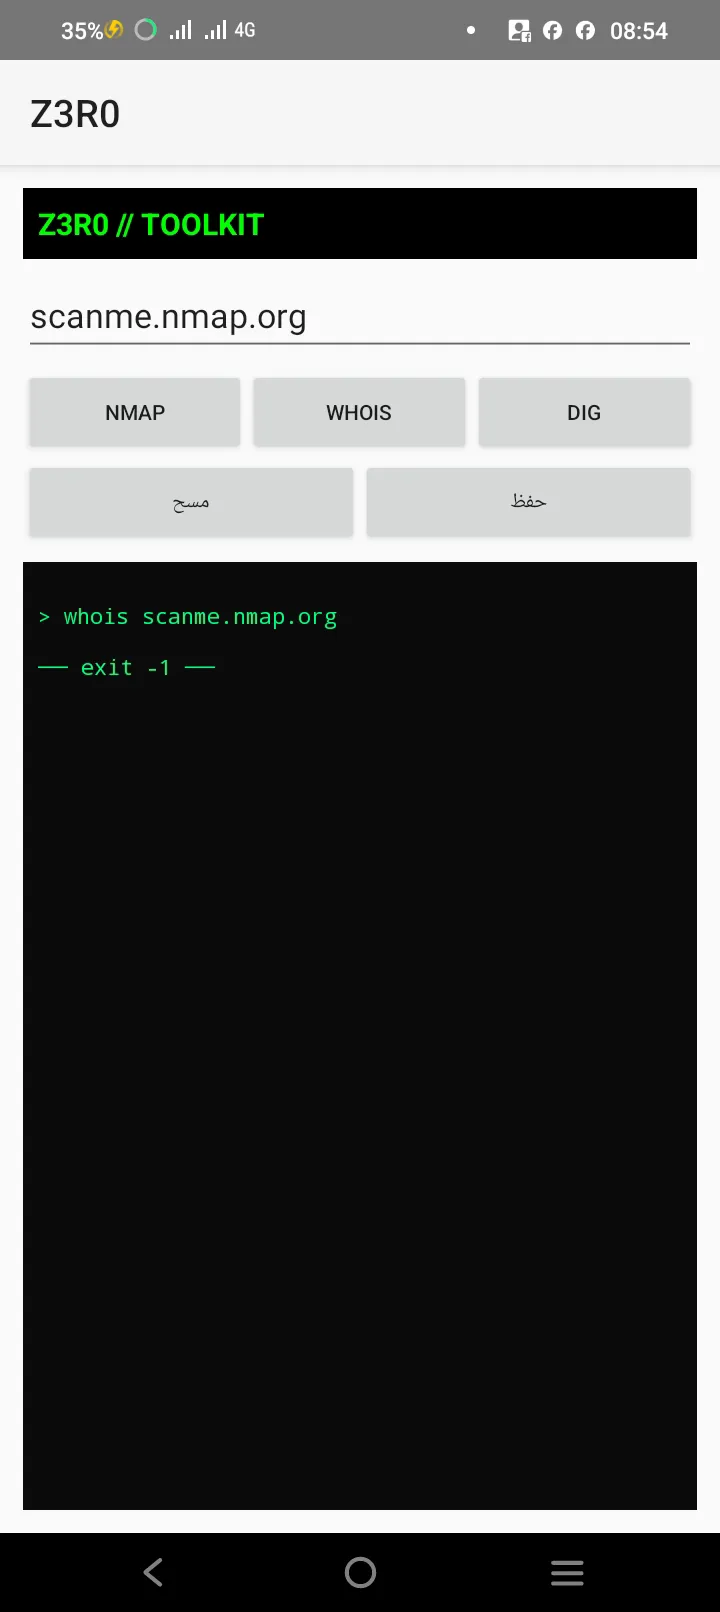 35% 4G 08:54
Z3R0
Z3R0 // TOOLKIT
scanme.nmap.org
NMAP WHOIS DIG
مسح حفظ
> whois scanme.nmap.org
── exit -1 ──